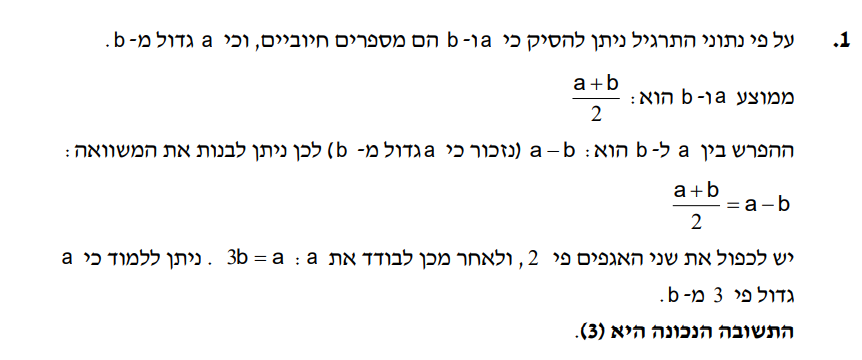 1. על פי נתוני התרגיל ניתן להסיק כי a ו- b הם מספרים חיוביים, וכי a גדול מ- b.
ממוצע a ו- b הוא: (a+b)/2
ההפרש בין a ל- b הוא: a−b (נזכור כי a גדול מ- b) לכן ניתן לבנות את המשוואה:
(a+b)/2 = a−b
יש לכפול את שני האגפים פי 2, ולאחר מכן לבודד את a: 3b = a. ניתן ללמוד כי a
גדול פי 3 מ- b.
התשובה הנכונה היא (3).